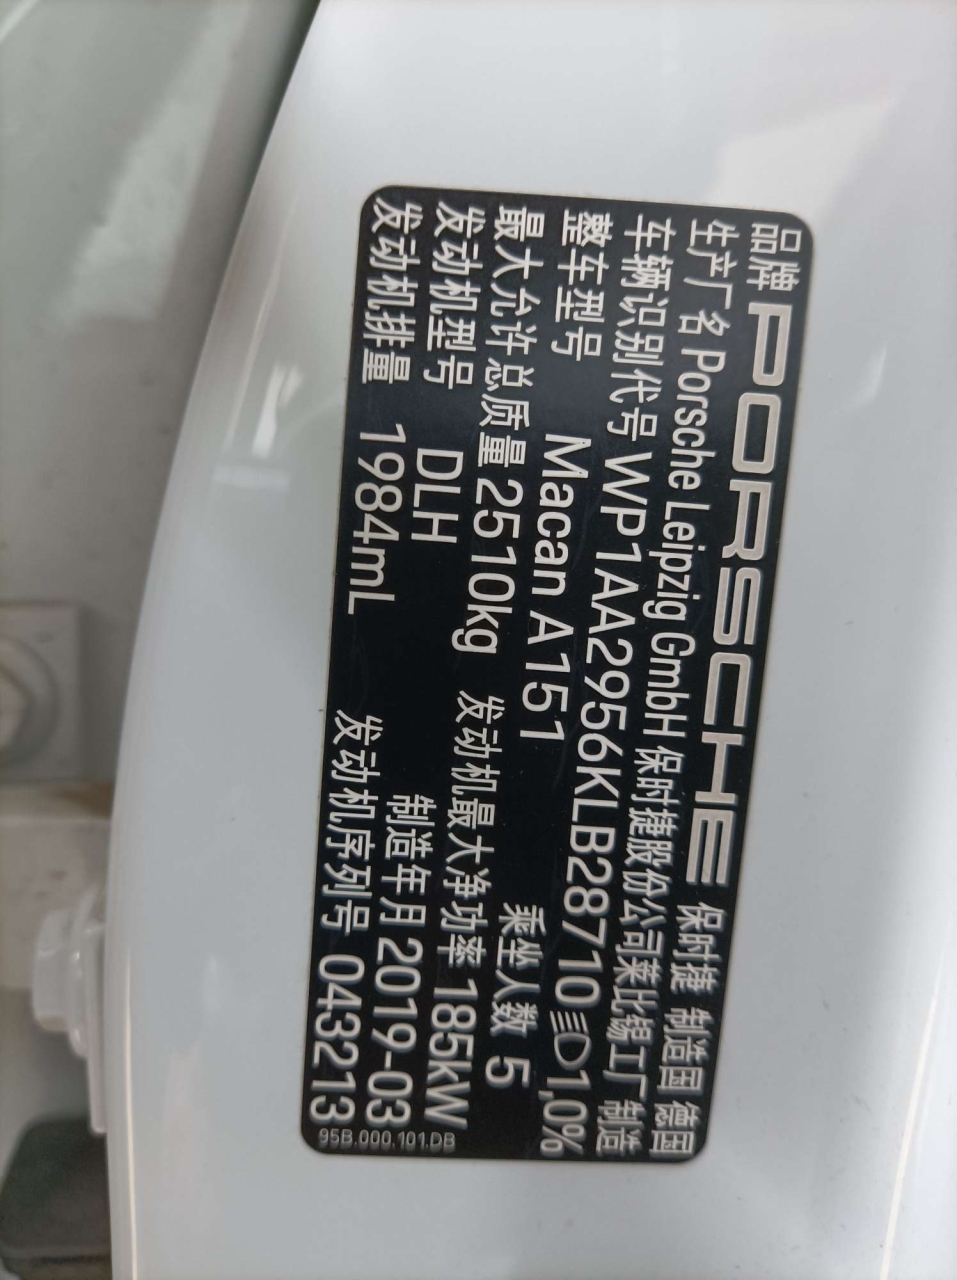 品牌 PORSCHE 保时捷 制造国 德国
生产厂名 Porsche Leipzig GmbH 保时捷股份公司莱比锡工厂 制造
车辆识别代号 WP1AA2956KLB28710 1,0%
整车型号 Macan A151 乘坐人数 5
最大允许总质量 2510kg 发动机最大净功率 185kW
发动机型号 DLH 制造年月 2019-03
发动机排量 1984mL 发动机序列号 043213
95B.000.101.DB